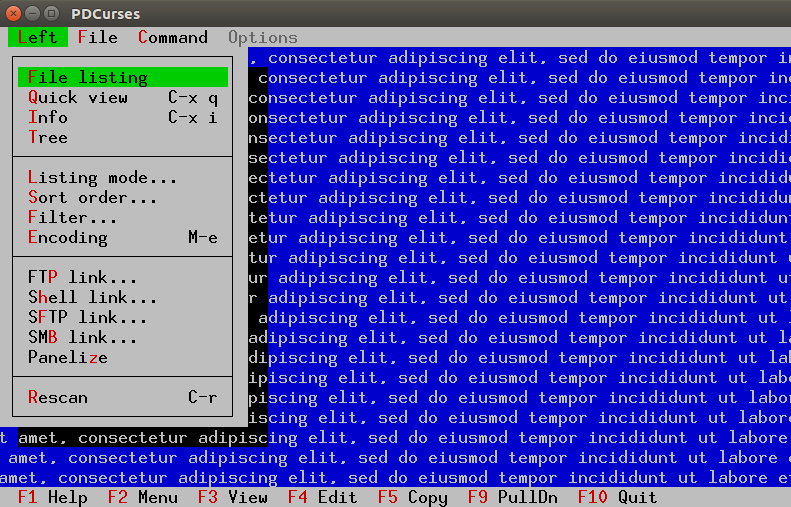 PDCurses
Left File Command Options
File listing
Quick view C-x q
Info C-x i
Tree
Listing mode...
Sort order...
Filter...
Encoding M-e
FTP link...
Shell link...
SFTP link...
SMB link...
Panelize
Rescan C-r
, consectetur adipiscing elit, sed do eiusmod tempor in
consectetur adipiscing elit, sed do eiusmod tempor inc
consectetur adipiscing elit, sed do eiusmod tempor inci
onsectetur adipiscing elit, sed do eiusmod tempor incid
nsectetur adipiscing elit, sed do eiusmod tempor incidi
sectetur adipiscing elit, sed do eiusmod tempor incidid
ectetur adipiscing elit, sed do eiusmod tempor incididu
ctetur adipiscing elit, sed do eiusmod tempor incididun
tetur adipiscing elit, sed do eiusmod tempor incididunt
etur adipiscing elit, sed do eiusmod tempor incididunt
tur adipiscing elit, sed do eiusmod tempor incididunt u
ur adipiscing elit, sed do eiusmod tempor incididunt ut
r adipiscing elit, sed do eiusmod tempor incididunt ut
adipiscing elit, sed do eiusmod tempor incididunt ut l
adipiscing elit, sed do eiusmod tempor incididunt ut la
dipiscing elit, sed do eiusmod tempor incididunt ut lab
ipiscing elit, sed do eiusmod tempor incididunt ut labo
piscing elit, sed do eiusmod tempor incididunt ut labor
iscing elit, sed do eiusmod tempor incididunt ut labore
t amet, consectetur adipiscing elit, sed do eiusmod tempor incididunt ut labore
amet, consectetur adipiscing elit, sed do eiusmod tempor incididunt ut labore e
amet, consectetur adipiscing elit, sed do eiusmod tempor incididunt ut labore et
F1 Help F2 Menu F3 View F4 Edit F5 Copy F9 PullDn F10 Quit